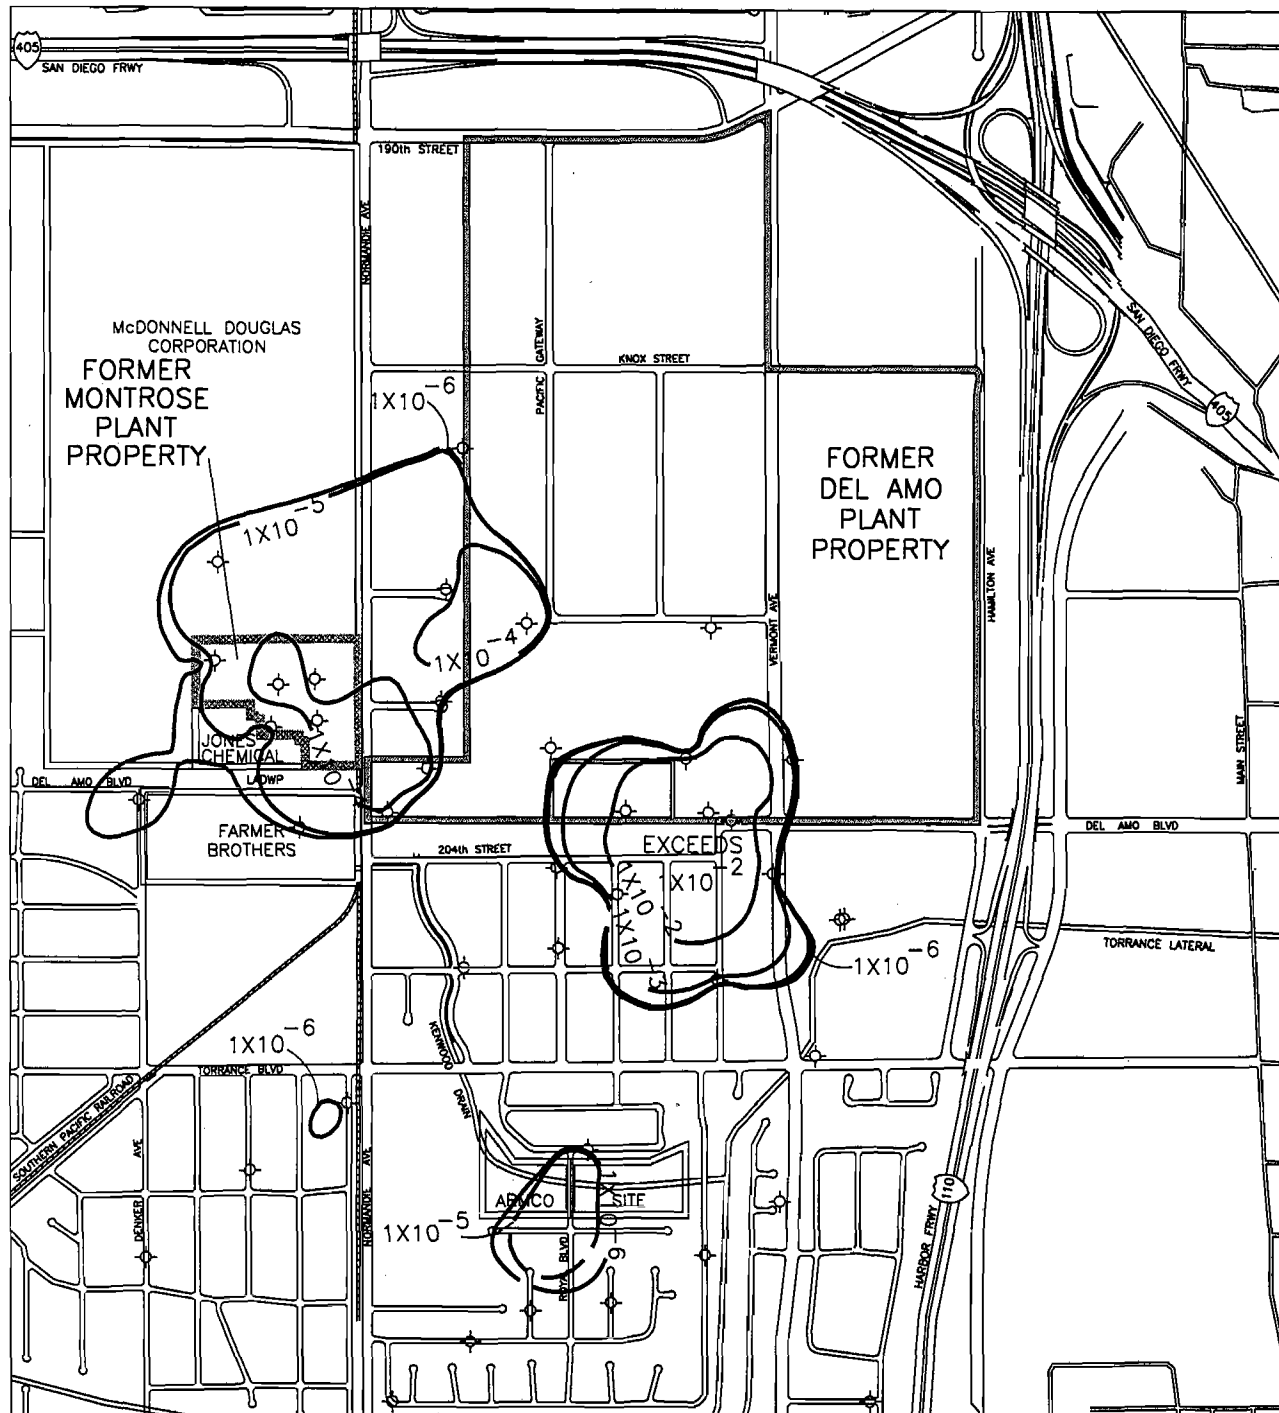 405
SAN DIEGO FRWY
190th STREET
NORMANDIE AVE
McDONNELL DOUGLAS
CORPORATION
FORMER
MONTROSE
PLANT
PROPERTY
PACIFIC GATEWAY
KNOX STREET
SAN DIEGO FRWY
405
1X10-6
FORMER
DEL AMO
PLANT
PROPERTY
1X10-5
HAMILTON AVE
VERMONT AVE
1X10-4
MAIN STREET
JONES
CHEMICAL
DEL AMO BLVD
LADWP
FARMER
BROTHERS
204th STREET
EXCEEDS
1X10-2
DEL AMO BLVD
1X10-2
1X10-5
TORRANCE LATERAL
1X10-6
KENWOOD
DRAIN
1X10-6
TORRANCE BLVD
SOUTHERN PACIFIC RAILROAD
DENKER AVE
NORMANDIE AVE
ARMCO SITE
1X10-6
1X10-5
ROYAL BLVD
110
HARBOR FRWY